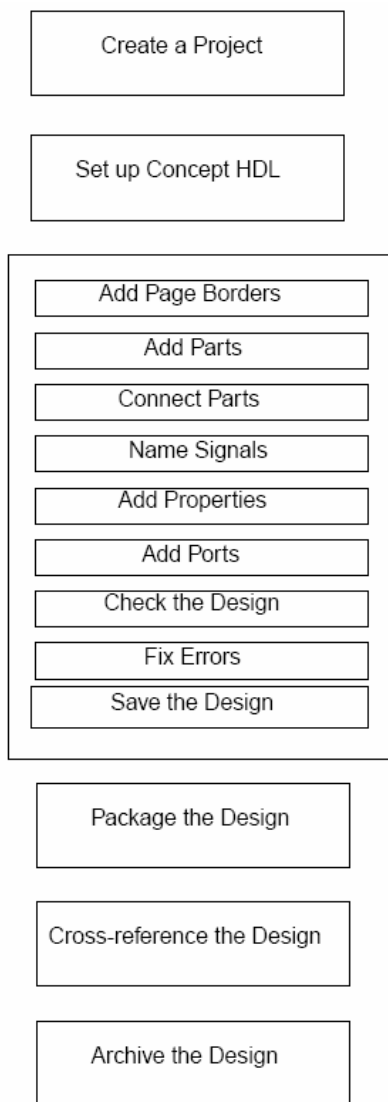 Create a Project
Set up Concept HDL
Add Page Borders
Add Parts
Connect Parts
Name Signals
Add Properties
Add Ports
Check the Design
Fix Errors
Save the Design
Package the Design
Cross-reference the Design
Archive the Design